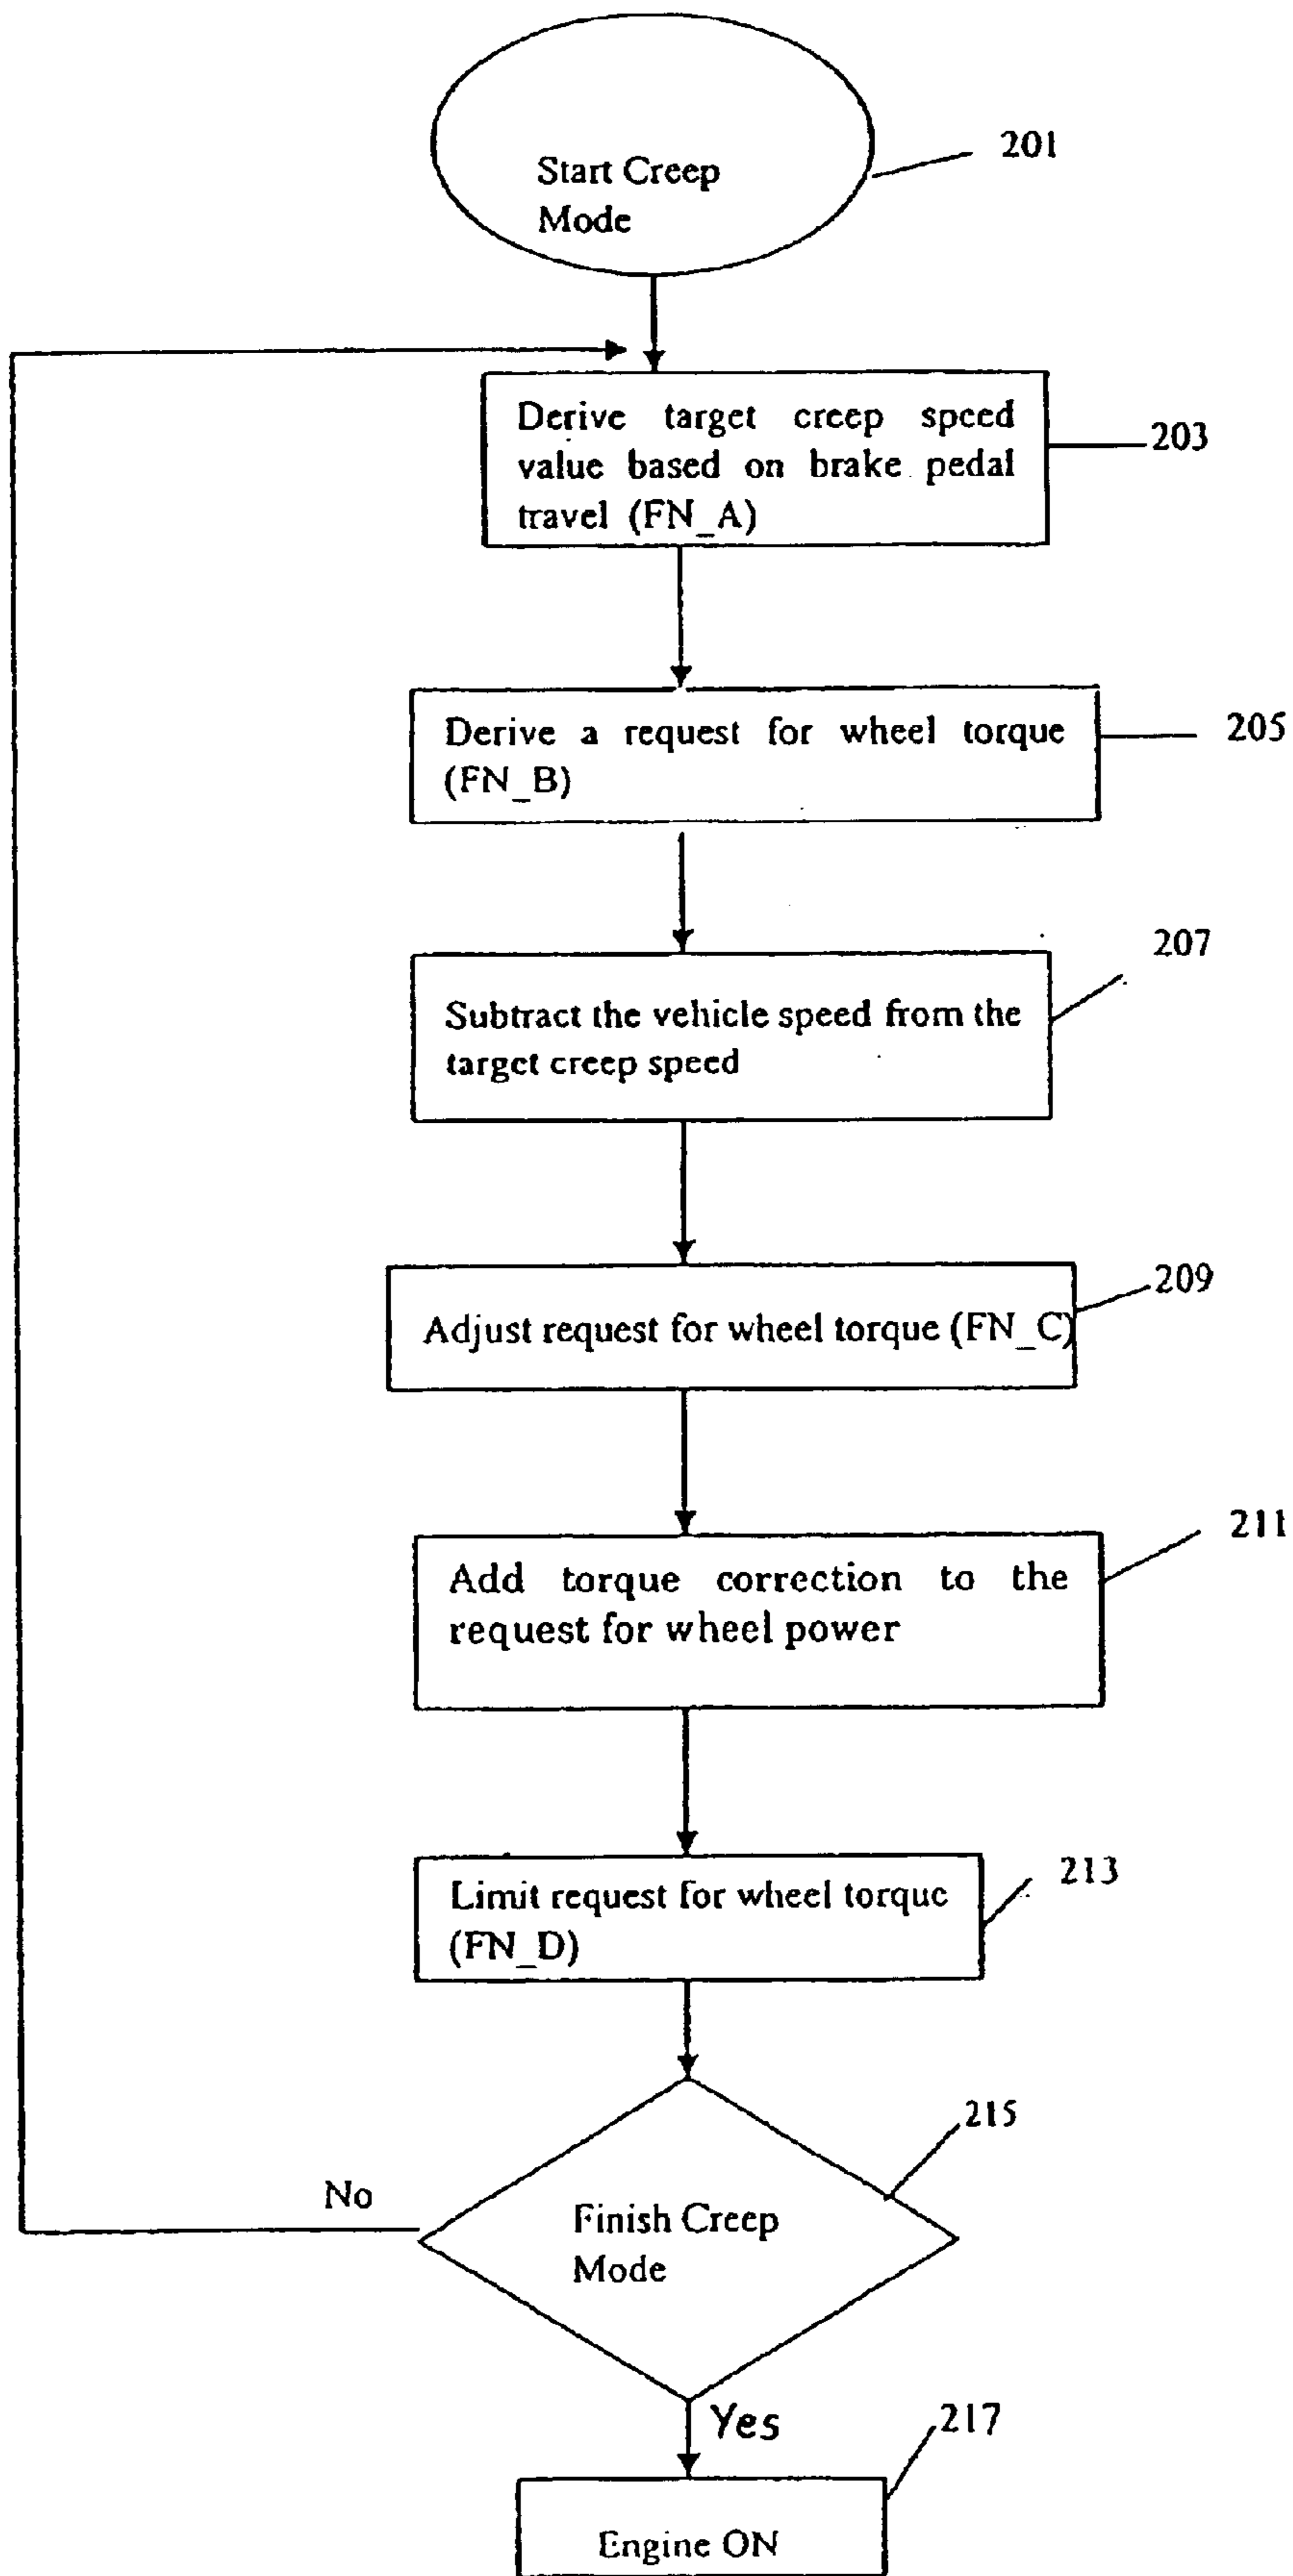 Start Creep
Mode
201
Derive target creep speed
value based on brake pedal
travel (FN_A)
203
Derive a request for wheel torque
(FN_B)
205
207
Subtract the vehicle speed from the
target creep speed
209
Adjust request for wheel torque (FN_C)
211
Add torque correction to the
request for wheel power
213
Limit request for wheel torque
(FN_D)
215
No
Finish Creep
Mode
Yes
217
Engine ON